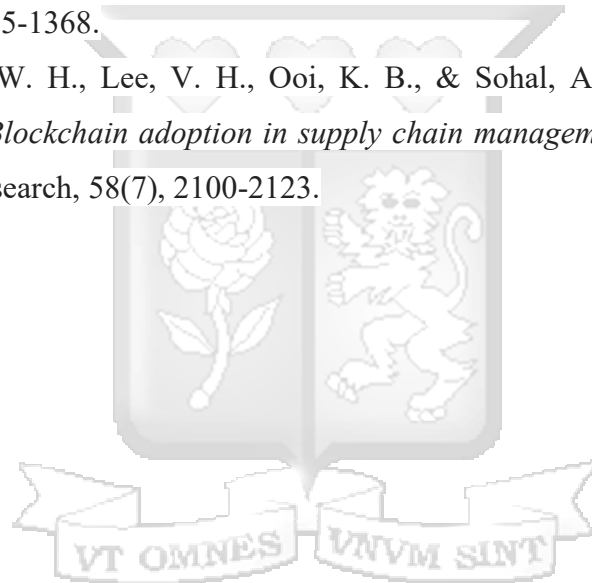 5-1368.
W. H., Lee, V. H., Ooi, K. B., & Sohal, A
Blockchain adoption in supply chain managem
search, 58(7), 2100-2123.
VT OMNES VNVM SINT